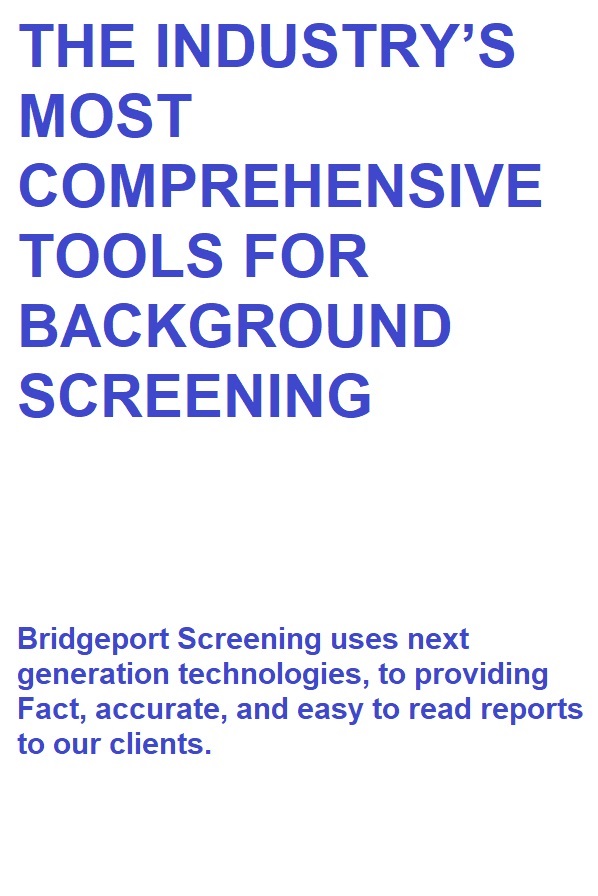 THE INDUSTRY’S
MOST
COMPREHENSIVE
TOOLS FOR
BACKGROUND
SCREENING
Bridgeport Screening uses next
generation technologies, to providing
Fact, accurate, and easy to read reports
to our clients.